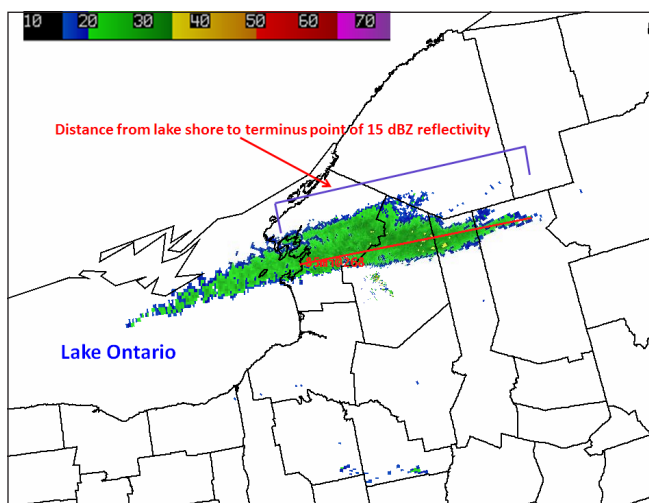 10 20 30 40 50 60 70
Distance from lake shore to terminus point of 15 dBZ reflectivity
Lake Ontario